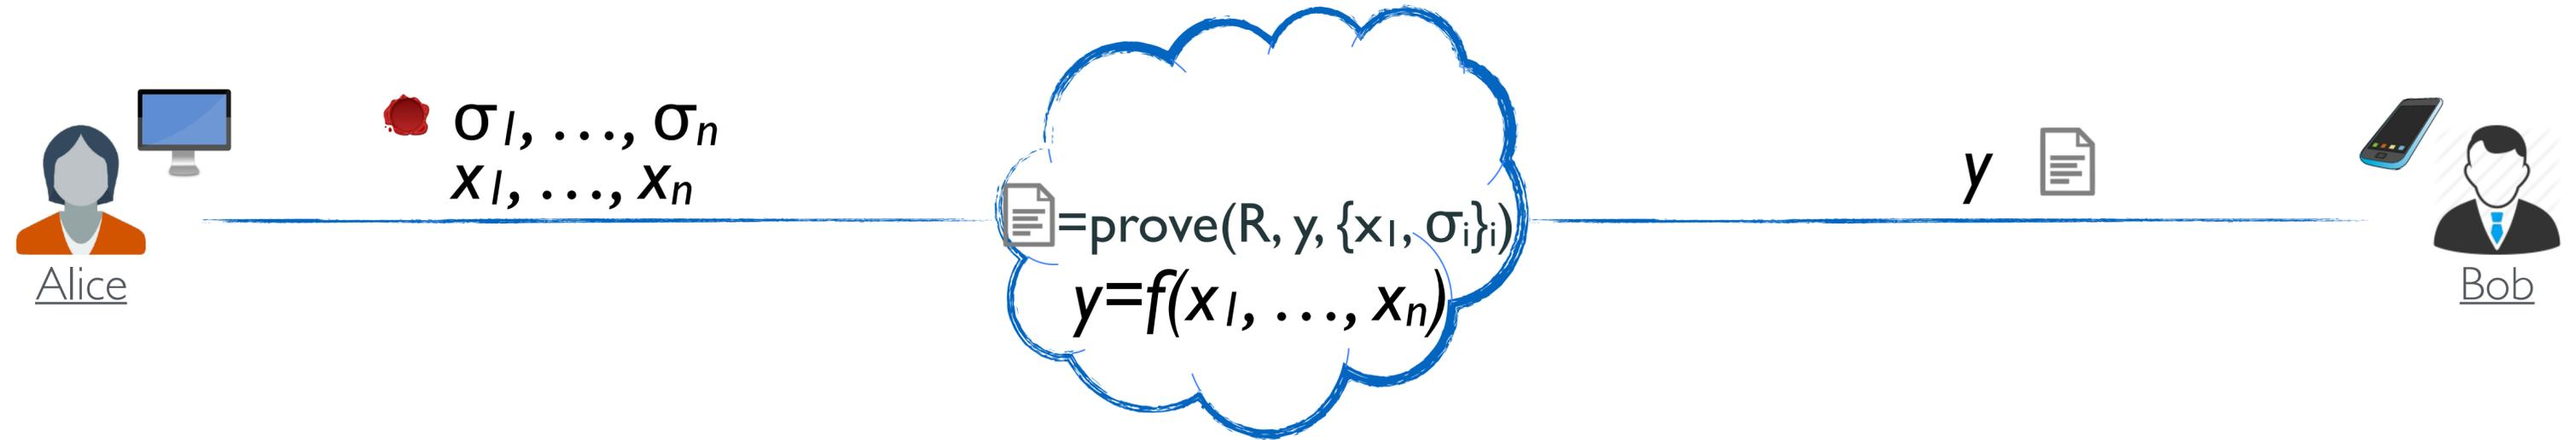 σ1, …, σn
x1, …, xn
=prove(R, y, {x1, σi}i)
y=f(x1, …, xn)
y
Alice
Bob